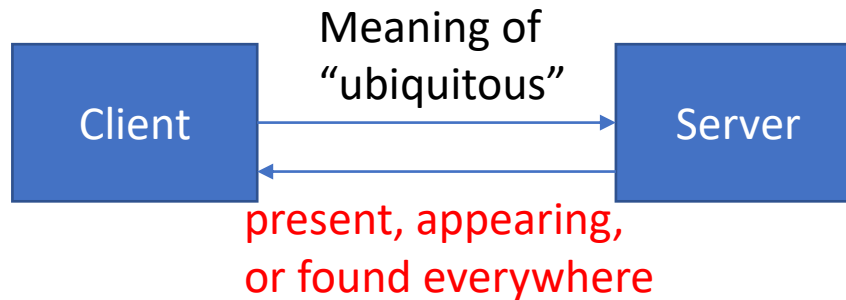 Meaning of
“ubiquitous”
Client
Server
present, appearing,
or found everywhere